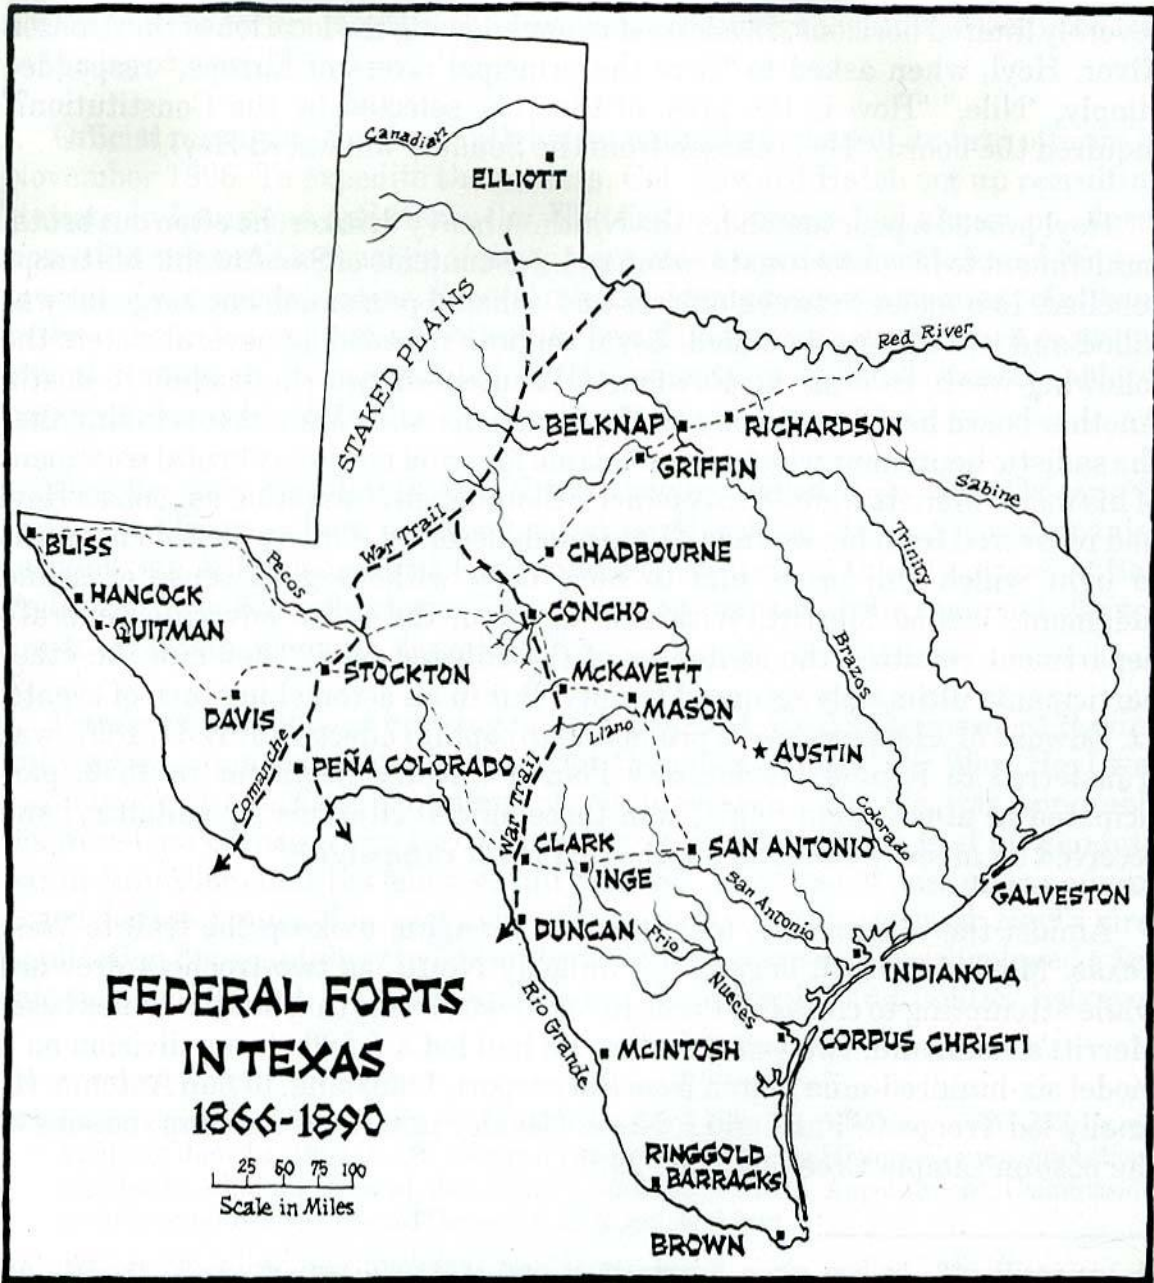 Canadian
ELLIOTT
STAKED PLAINS
Red River
BELKNAP
RICHARDSON
GRIFFIN
Sabine
War Trail
Trinity
BLISS
Pecos
CHADBOURNE
HANCOCK
CONCHO
QUITMAN
Brazos
STOCKTON
McKAVETT
DAVIS
MASON
Llano
AUSTIN
Comanche
PEÑA COLORADO
War Trail
Colorado
CLARK
SAN ANTONIO
INGE
San Antonio
GALVESTON
DUNCAN
Frio
INDIANOLA
Nueces
FEDERAL FORTS
IN TEXAS
1866-1890
Rio Grande
CORPUS CHRISTI
McINTOSH
25 50 75 100
Scale in Miles
RINGGOLD
BARRACKS
BROWN